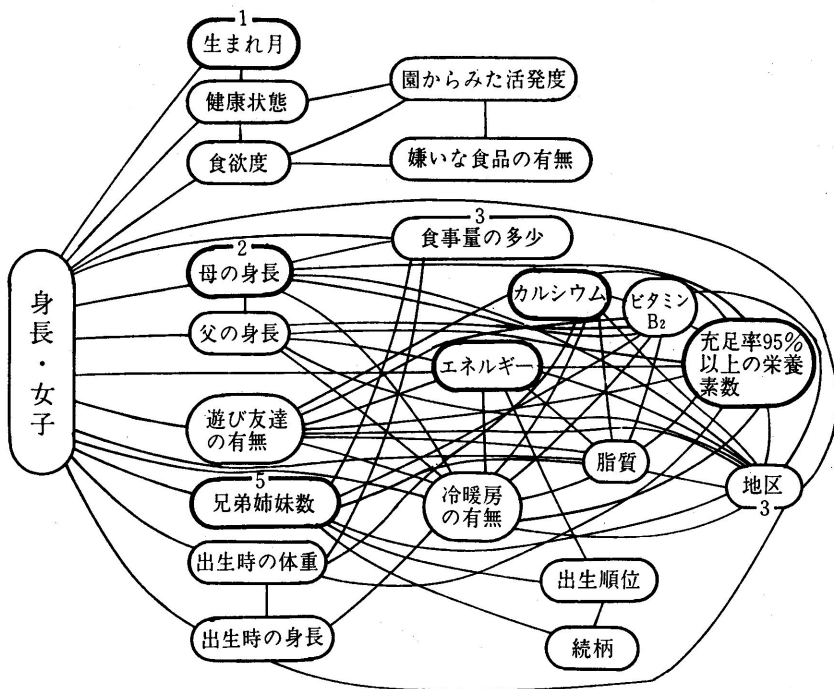 1
生まれ月
健康状態
園からみた活発度
食欲度
嫌いな食品の有無
3
食事量の多少
2
母の身長
身長・女子
カルシウム
ビタミン
B₂
父の身長
充足率95%
以上の栄養
素数
エネルギー
遊び友達
の有無
脂質
5
兄弟姉妹数
冷暖房
の有無
地区
3
出生時の体重
出生順位
出生時の身長
続柄